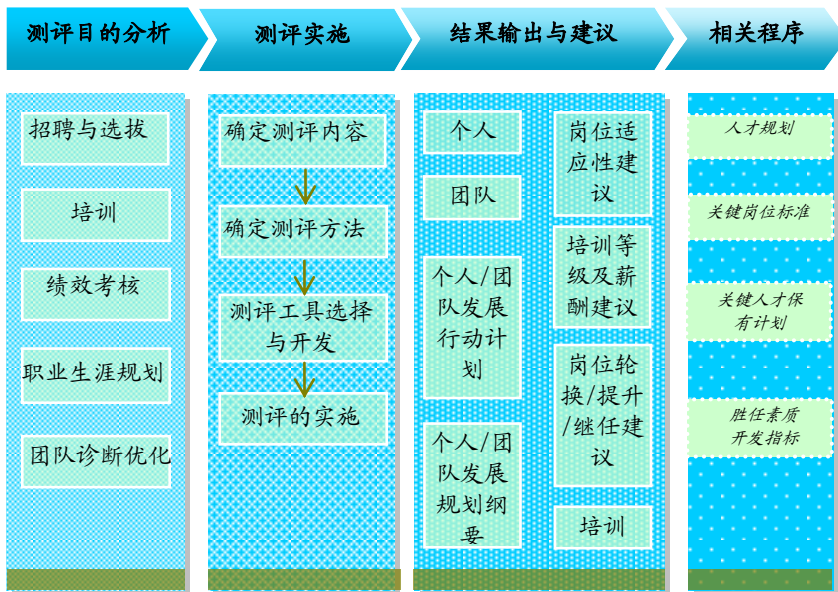 测评目的分析
测评实施
结果输出与建议
相关程序
招聘与选拔
培训
绩效考核
职业生涯规划
团队诊断优化
确定测评内容
确定测评方法
测评工具选择
与开发
测评的实施
个人
团队
个人/团
队发展
行动计
划
个人/团
队发展
规划纲
要
岗位适
应性建
议
培训等
级及薪
酬建议
岗位轮
换/提升
/继任建
议
培训
人才规划
关键岗位标准
关键人才保
有计划
胜任素质
开发指标